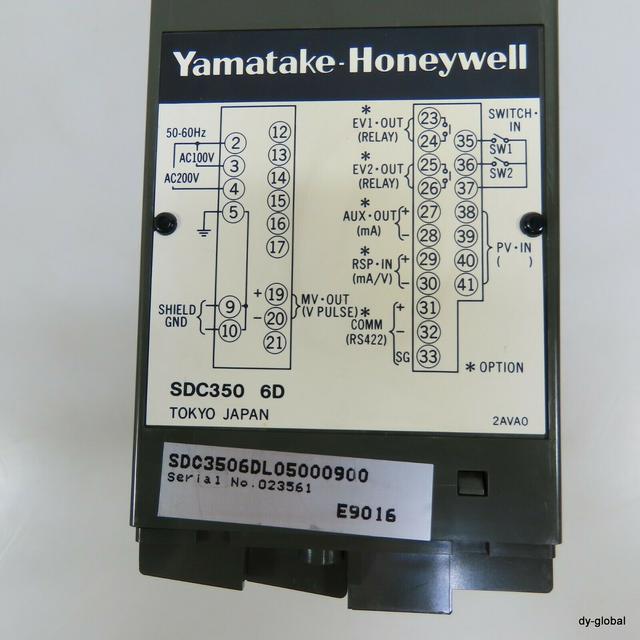 Yamatake-Honeywell
50-60Hz
AC100V
AC200V
2
3
4
5
SHIELD
GND
9
10
12
13
14
15
16
17
+ 19
- 20
21
MV·OUT
(V PULSE)
*
EV1·OUT
(RELAY)
23
24
*
EV2·OUT
(RELAY)
25
26
*
AUX·OUT
(mA)
+ 27
- 28
*
RSP·IN
(mA/V)
+ 29
- 30
*
COMM
(RS422)
+ 31
- 32
SG 33
SWITCH·
IN
35
SW1
36
SW2
37
38
39
40
41
PV·IN
( )
* OPTION
SDC350 6D
TOKYO JAPAN
2AVA0
SDC3506DL05000900
Serial No.023561
E9016
dy-global